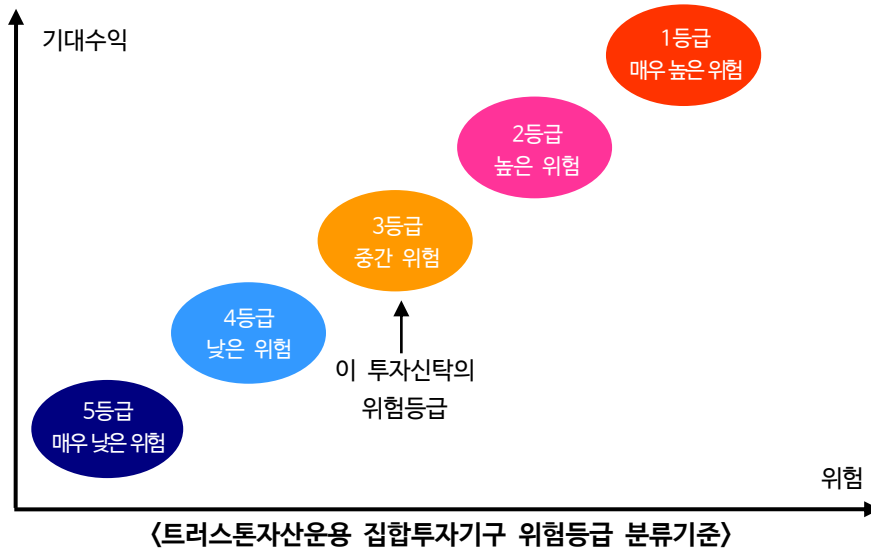 기대수익
1등급
매우 높은 위험
2등급
높은 위험
3등급
중간 위험
4등급
낮은 위험
이 투자신탁의
위험등급
5등급
매우 낮은 위험
위험
<트러스톤자산운용 집합투자기구 위험등급 분류기준>